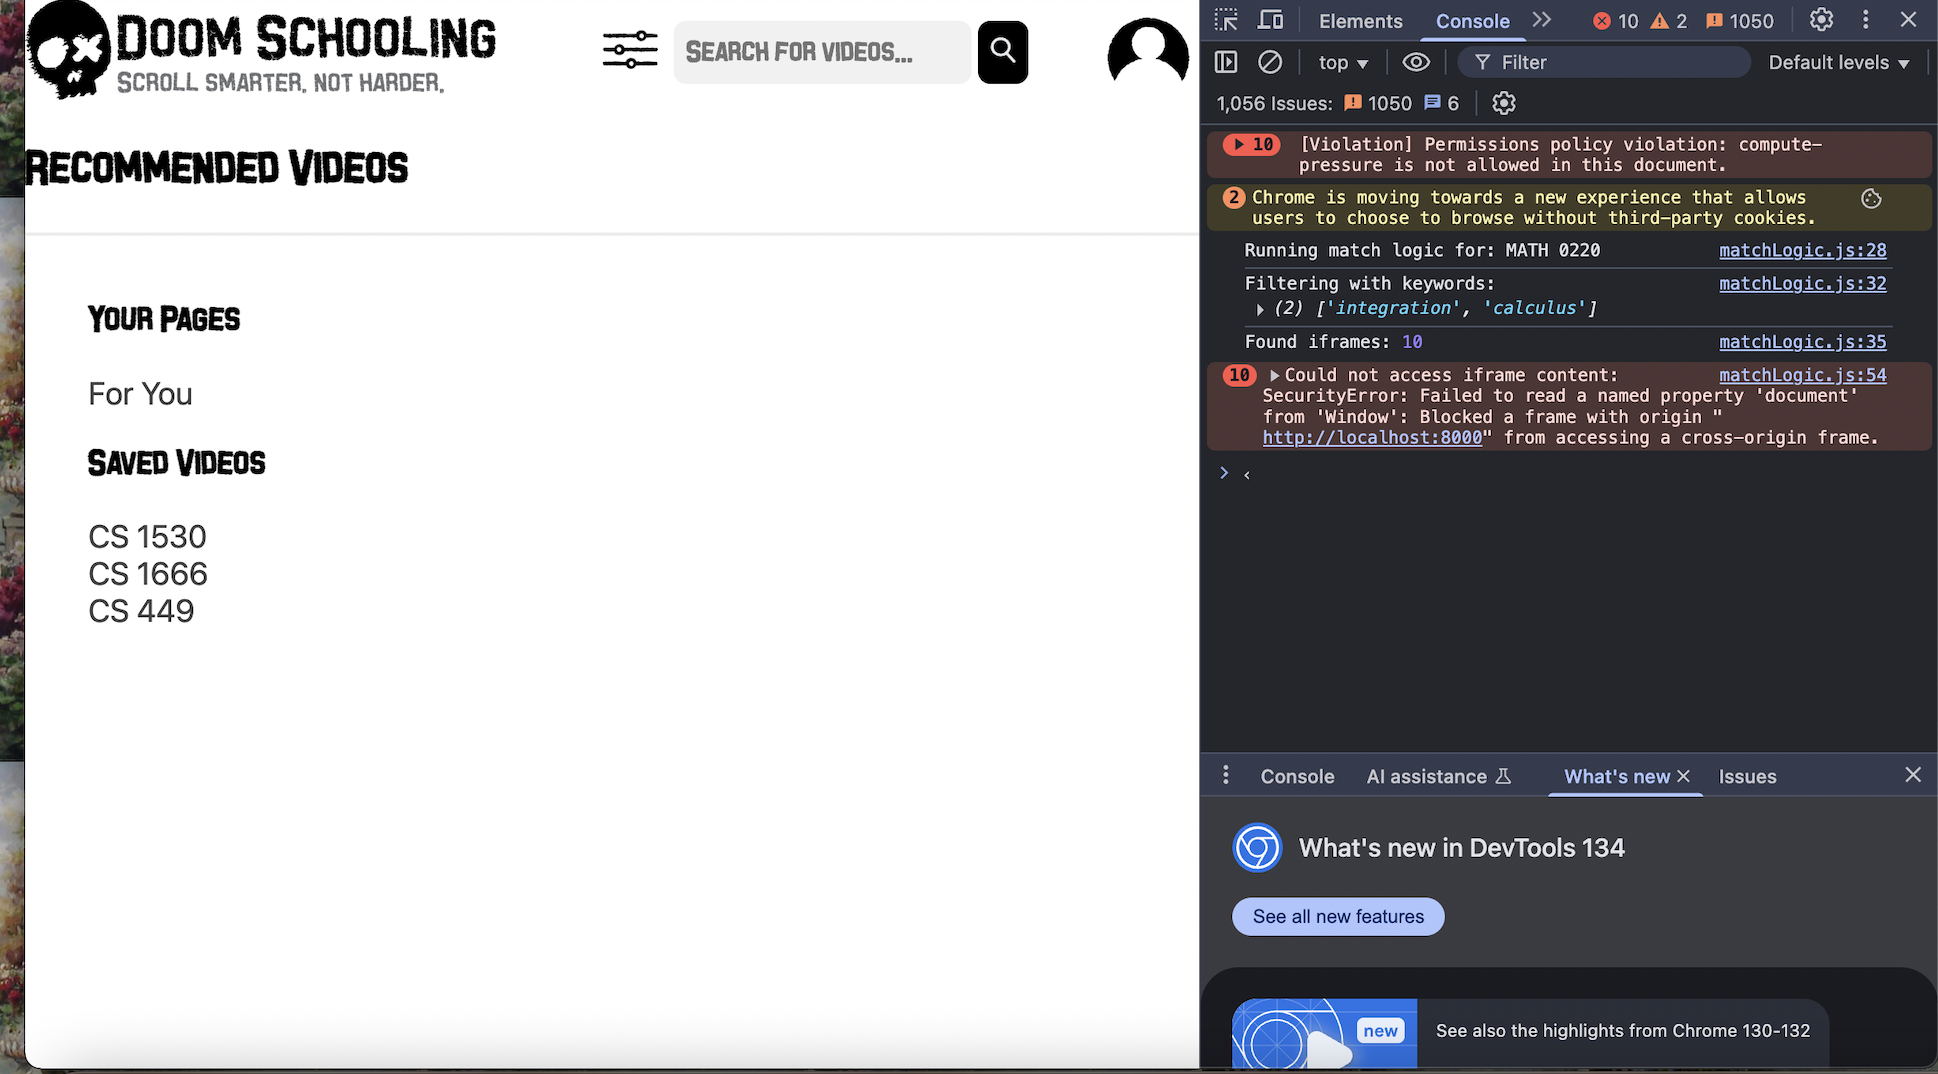 DOOM SCHOOLING
SCROLL SMARTER, NOT HARDER.
SEARCH FOR VIDEOS...
RECOMMENDED VIDEOS
YOUR PAGES
For You
SAVED VIDEOS
CS 1530
CS 1666
CS 449
Elements Console 10 2 1050
top Filter Default levels
1,056 Issues: 1050 6
10 [Violation] Permissions policy violation: compute-
pressure is not allowed in this document.
2 Chrome is moving towards a new experience that allows
users to choose to browse without third-party cookies.
Running match logic for: MATH 0220 matchLogic.js:28
Filtering with keywords: matchLogic.js:32
(2) ['integration', 'calculus']
Found iframes: 10 matchLogic.js:35
10 Could not access iframe content: matchLogic.js:54
SecurityError: Failed to read a named property 'document'
from 'Window': Blocked a frame with origin "
http://localhost:8000" from accessing a cross-origin frame.
Console AI assistance What's new Issues
What's new in DevTools 134
See all new features
new
See also the highlights from Chrome 130-132